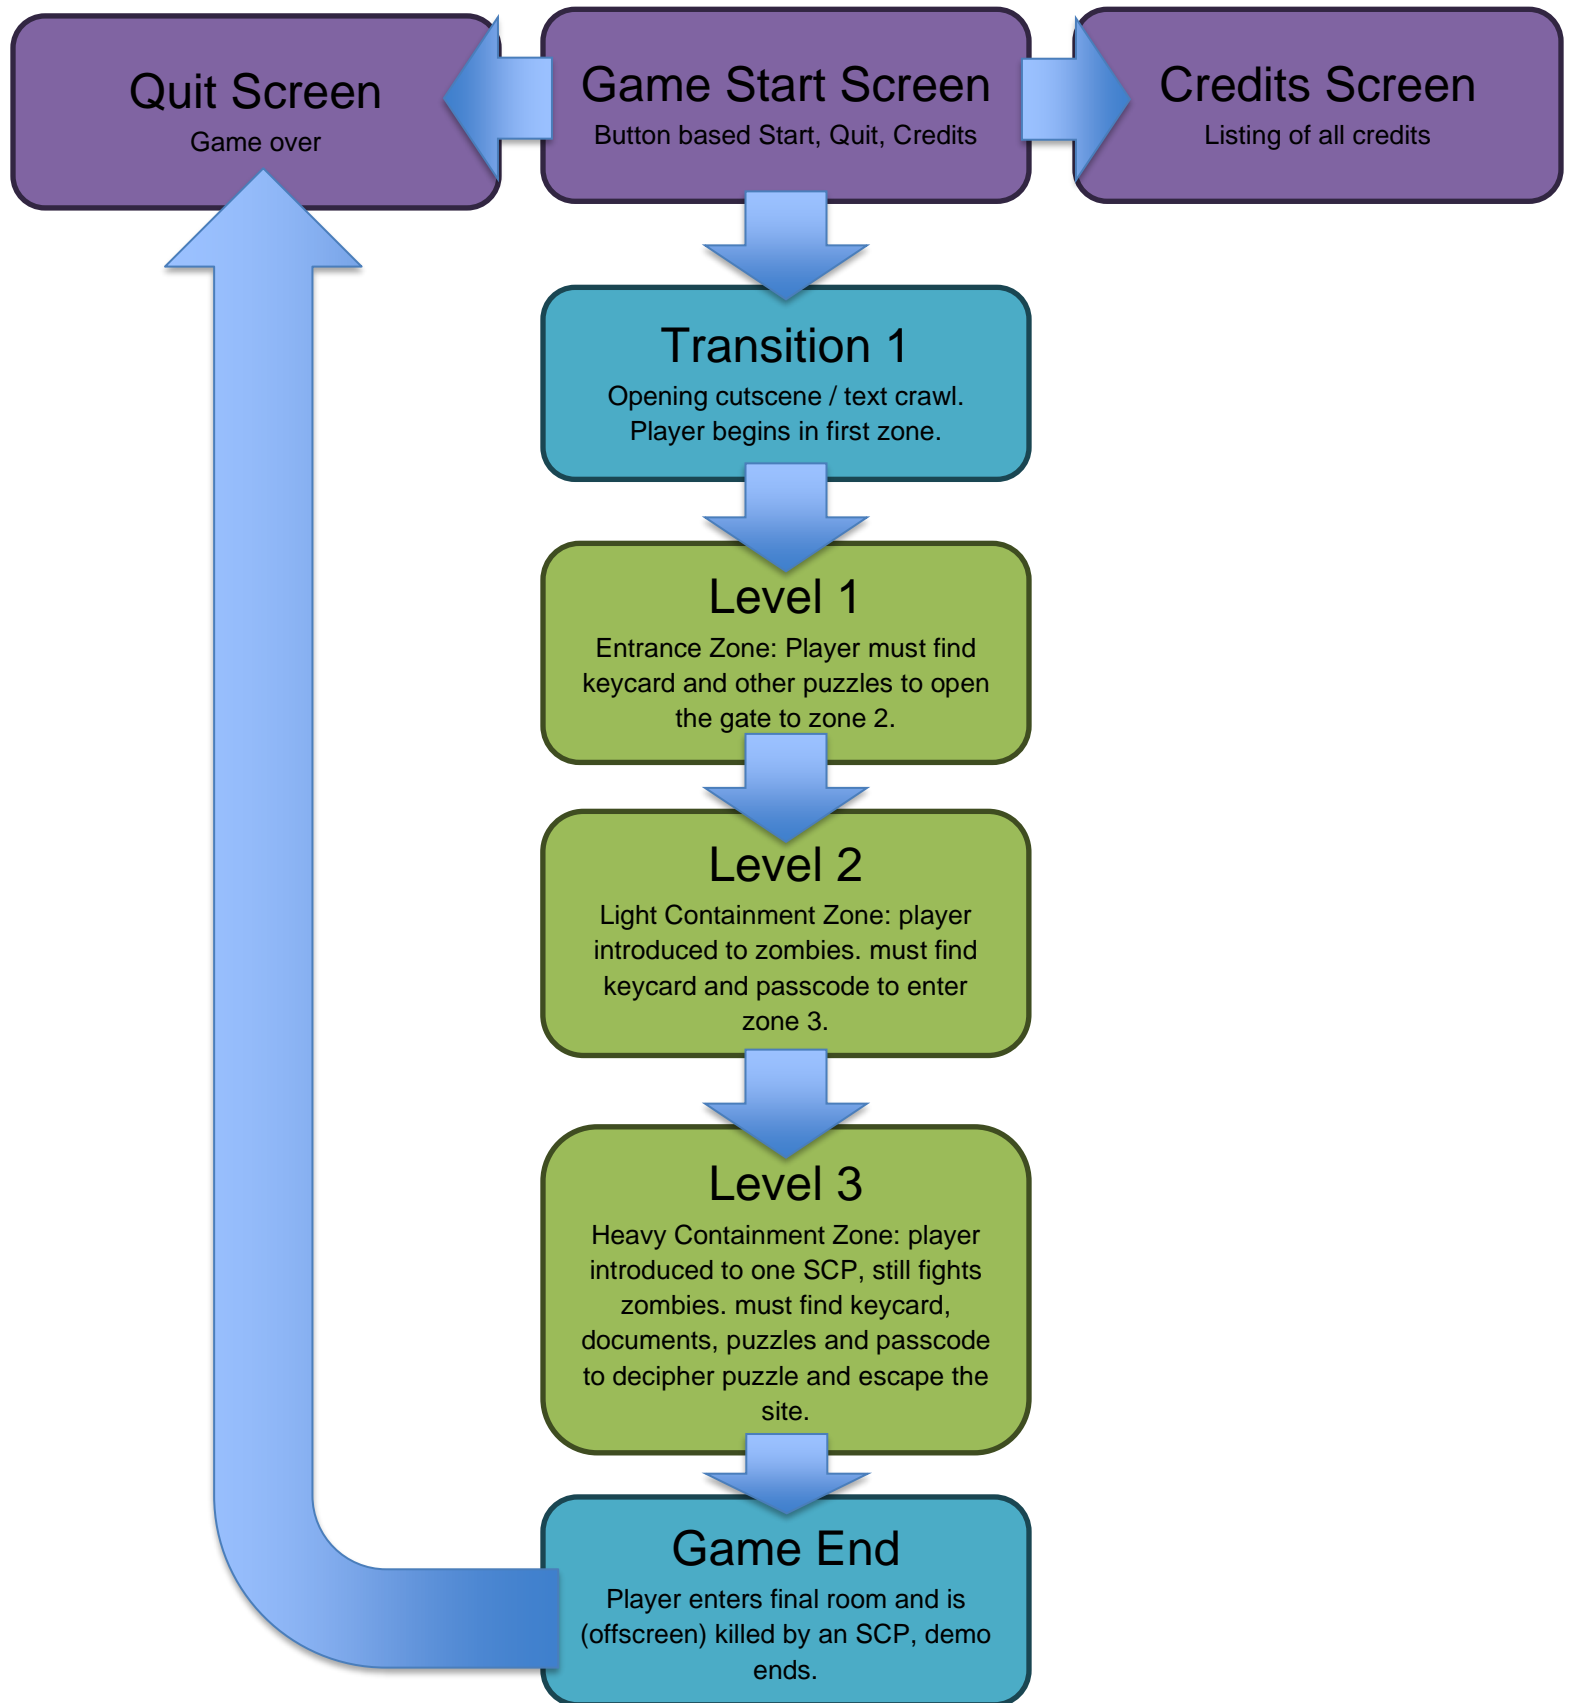 Quit Screen
Game over
Game Start Screen
Button based Start, Quit, Credits
Credits Screen
Listing of all credits
Transition 1
Opening cutscene / text crawl.
Player begins in first zone.
Level 1
Entrance Zone: Player must find
keycard and other puzzles to open
the gate to zone 2.
Level 2
Light Containment Zone: player
introduced to zombies. must find
keycard and passcode to enter
zone 3.
Level 3
Heavy Containment Zone: player
introduced to one SCP, still fights
zombies. must find keycard,
documents, puzzles and passcode
to decipher puzzle and escape the
site.
Game End
Player enters final room and is
(offscreen) killed by an SCP, demo
ends.